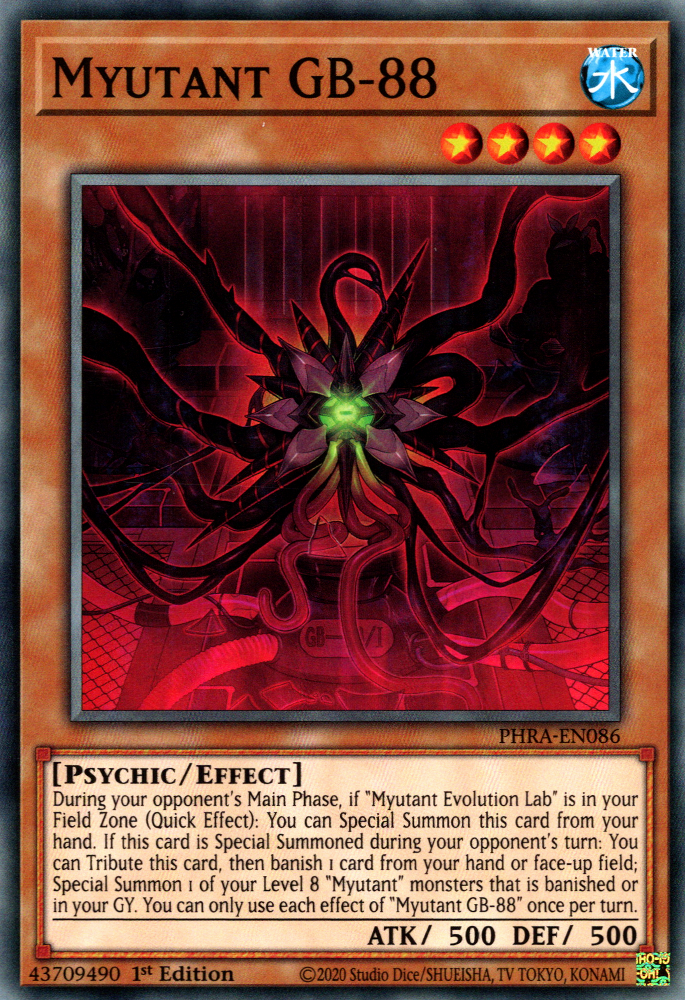 Myutant GB-88
WATER
水
PHRA-EN086
[Psychic/Effect]
During your opponent's Main Phase, if "Myutant Evolution Lab" is in your
Field Zone (Quick Effect): You can Special Summon this card from your
hand. If this card is Special Summoned during your opponent's turn: You
can Tribute this card, then banish 1 card from your hand or face-up field;
Special Summon 1 of your Level 8 "Myutant" monsters that is banished or
in your GY. You can only use each effect of "Myutant GB-88" once per turn.
ATK/ 500 DEF/ 500
43709490 1st Edition ©2020 Studio Dice/SHUEISHA, TV TOKYO, KONAMI